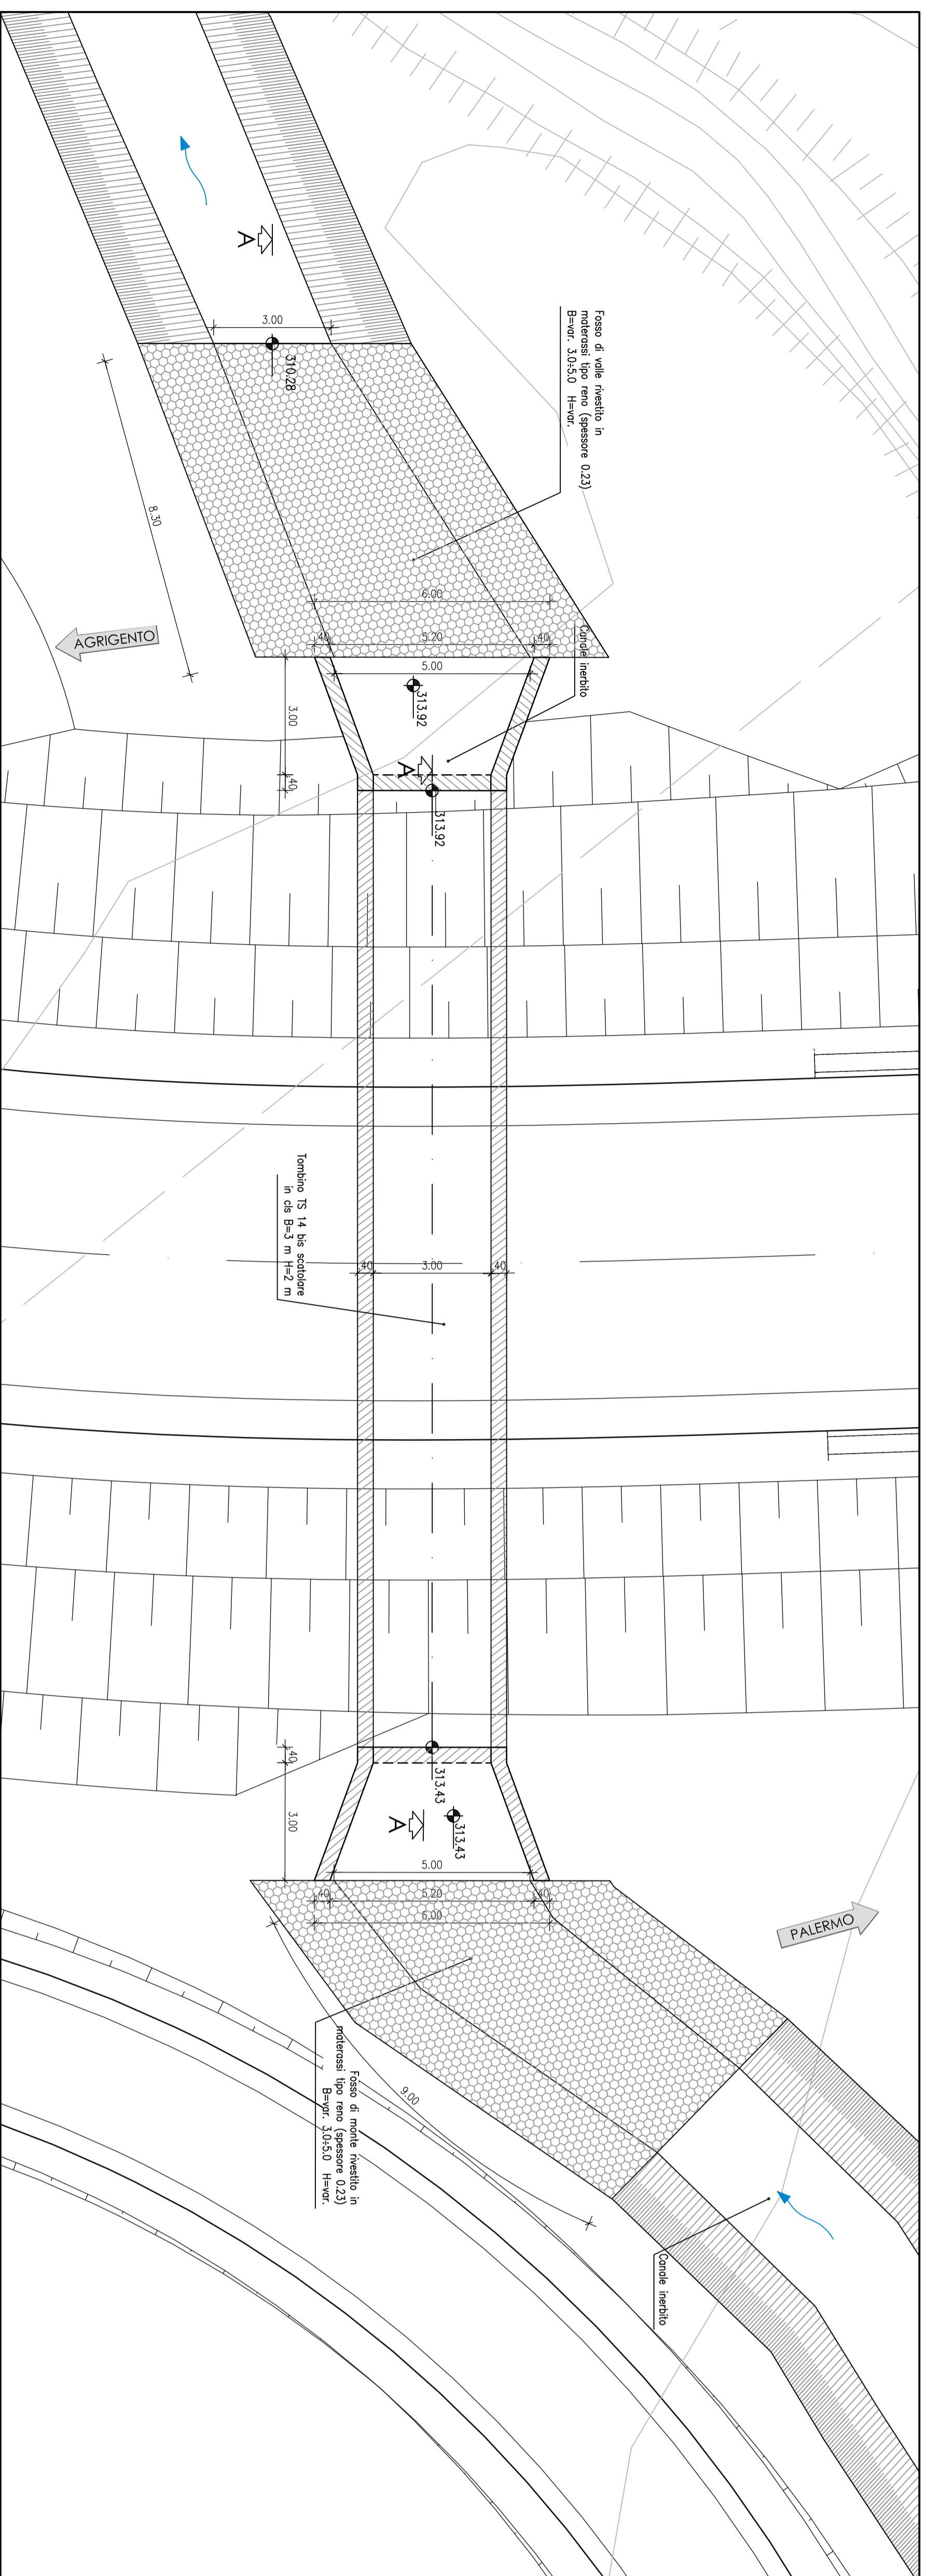 A
3.00
310.28
Fosso di valle rivestito in
materassi tipo reno (spessore 0.23)
B=var. 3.0÷5.0 H=var.
8.30
AGRIGENTO
6.00
40
5.20
40
5.00
Canale inerbito
313.92
3.00
40
A
313.92
Tombino TS 14 bis scatolare
in cls B=3 m H=2 m
40
3.00
40
40
3.00
313.43
A
313.43
5.00
40
5.20
40
6.00
PALERMO
9.00
Fosso di monte rivestito in
materassi tipo reno (spessore 0.23)
B=var. 3.0÷5.0 H=var.
Canale inerbito